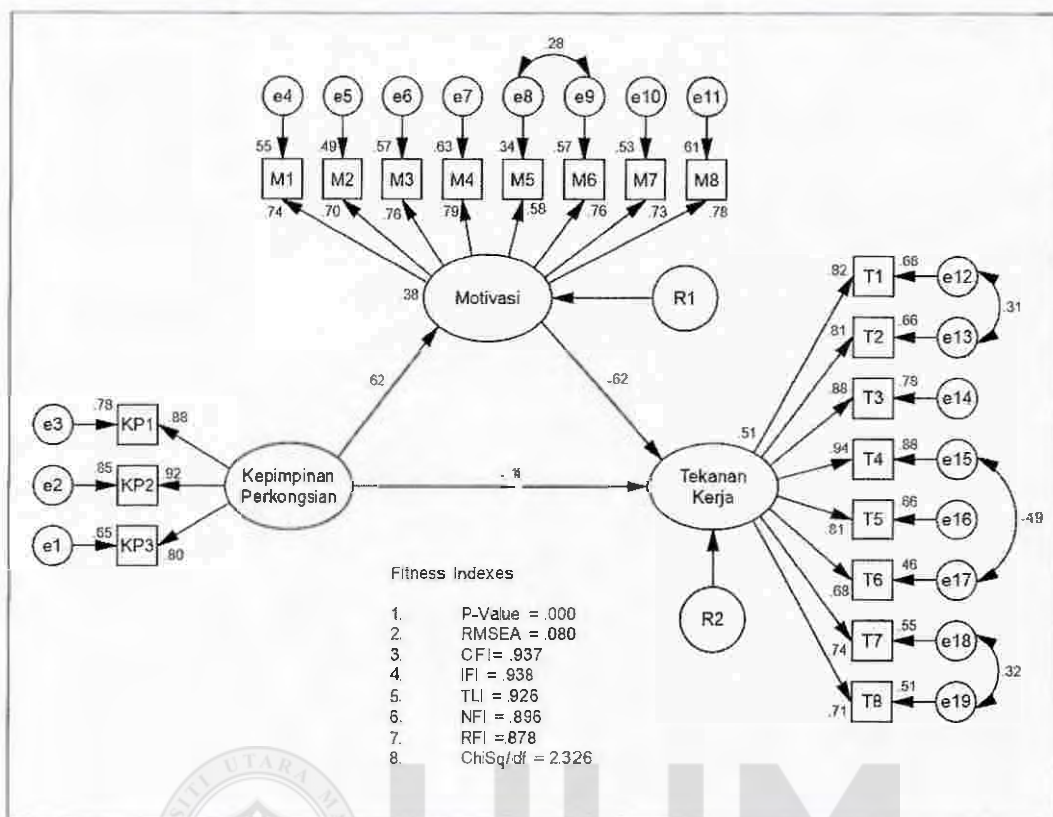 .28
e4 e5 e6 e7 e8 e9 e10 e11
.55 .49 .57 .63 .34 .57 .53 .61
M1 M2 M3 M4 M5 M6 M7 M8
.74 .70 .76 .79 .58 .76 .73 .78
38 Motivasi R1
62 -.62
.82 T1 .68 e12
.31
.81 T2 .66 e13
.88 T3 .78 e14
.51
.94 T4 .88 e15
-.49
.81 T5 .66 e16
.68 T6 46 e17
.74 T7 .55 e18
.32
.71 T8 .51 e19
e3 .78 KP1 .88
e2 .85 KP2 .92
e1 .65 KP3 .80
Kepimpinan
Perkongsian
Tekanan
Kerja
R2
Fitness Indexes
1. P-Value = .000
2. RMSEA = .080
3. CFI= .937
4. IFI = .938
5. TLI = .926
6. NFI = .896
7. RFI =.878
8. ChiSq/df = 2.326
SITI UTARA MA
UUM